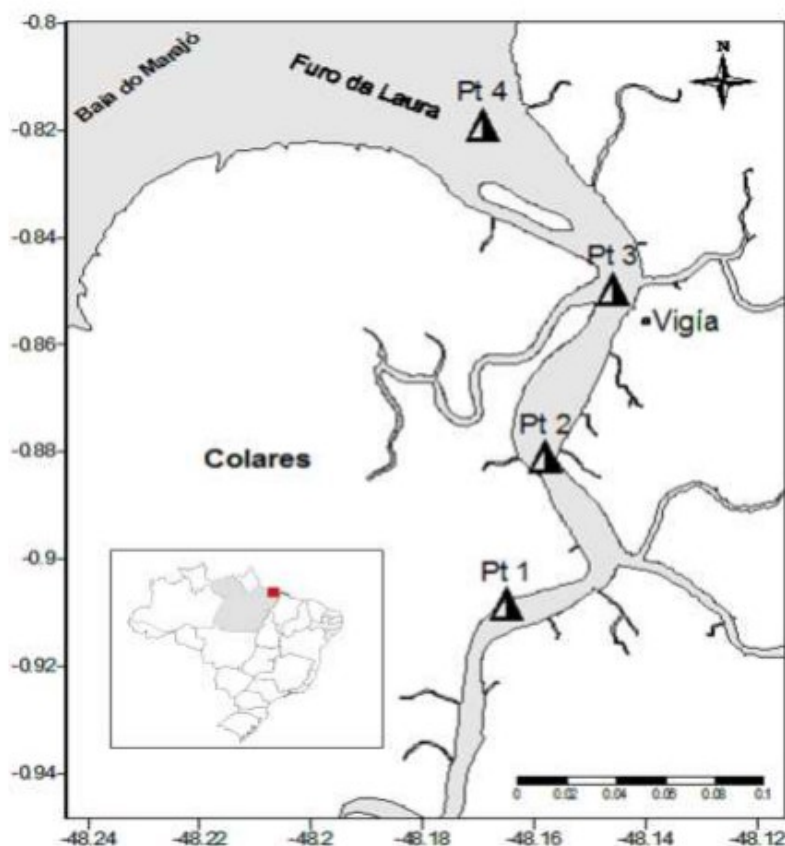 -0.8
Baia do Marajó
Furo da Laura
N
Pt 4
-0.82
-0.84
Pt 3
Vigía
-0.86
Pt 2
-0.88
Colares
-0.9
Pt 1
-0.92
-0.94
0 0.02 0.04 0.06 0.08 0.1
-48.24 -48.22 -48.2 -48.18 -48.16 -48.14 -48.12